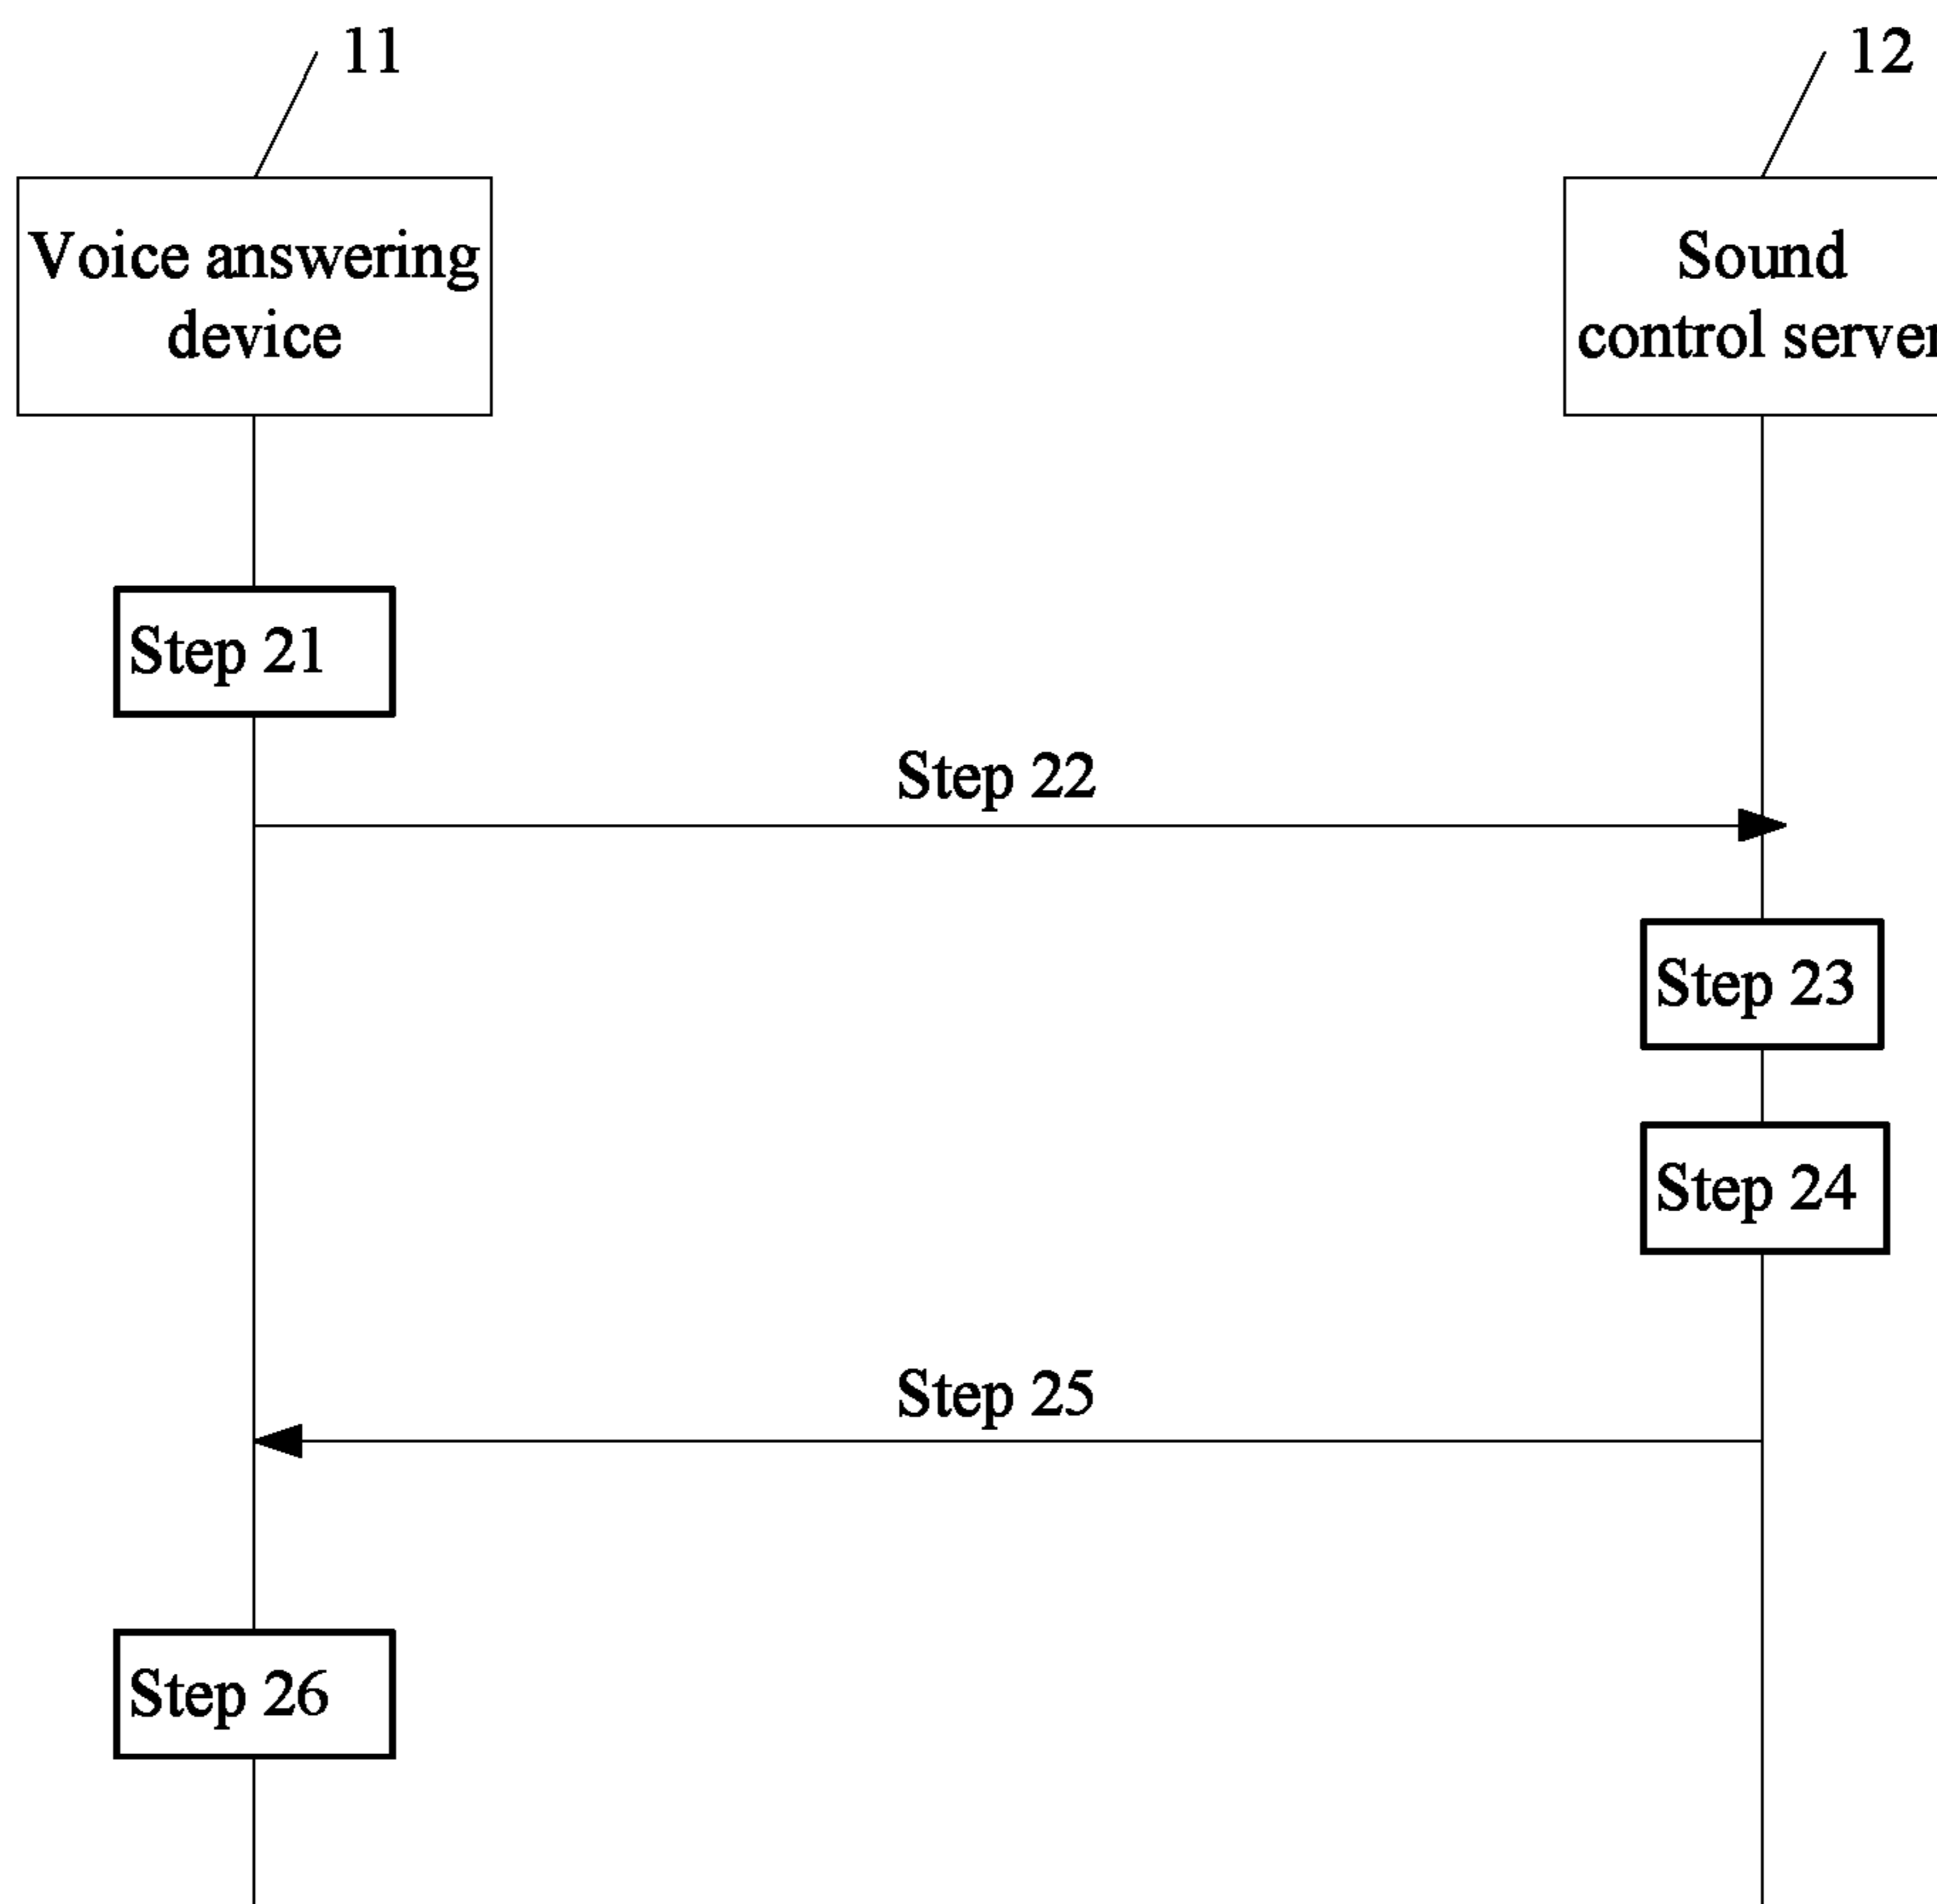 11
12
Voice answering
device
Sound
control server
Step 21
Step 22
Step 23
Step 24
Step 25
Step 26